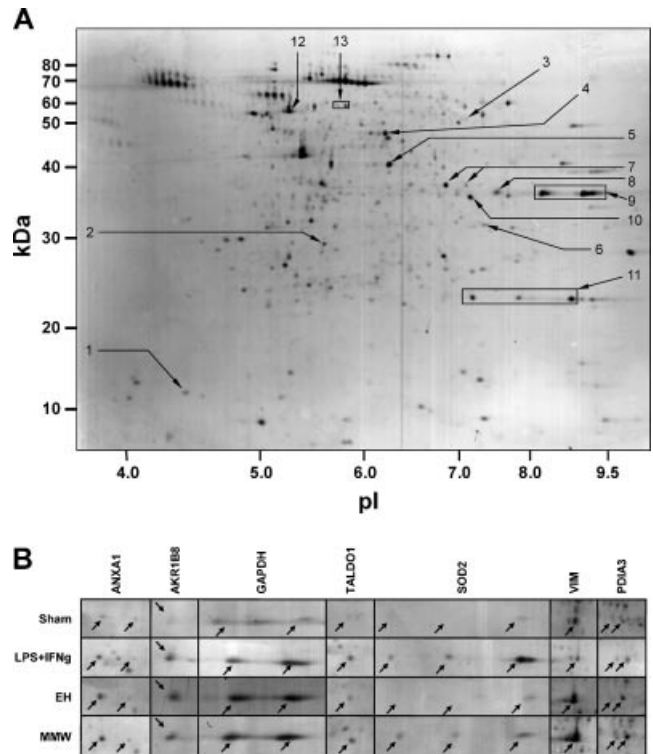 A
12 13
80
70
60
50
40
30
20
10
kDa
3
4
5
7
8
9
10
6
2
11
1
4.0 5.0 6.0 7.0 8.0 9.5
pI
B
ANXA1 AKR1B8 GAPDH TALDO1 SOD2 VIM PDIA3
Sham
LPS+IFNg
EH
MMW